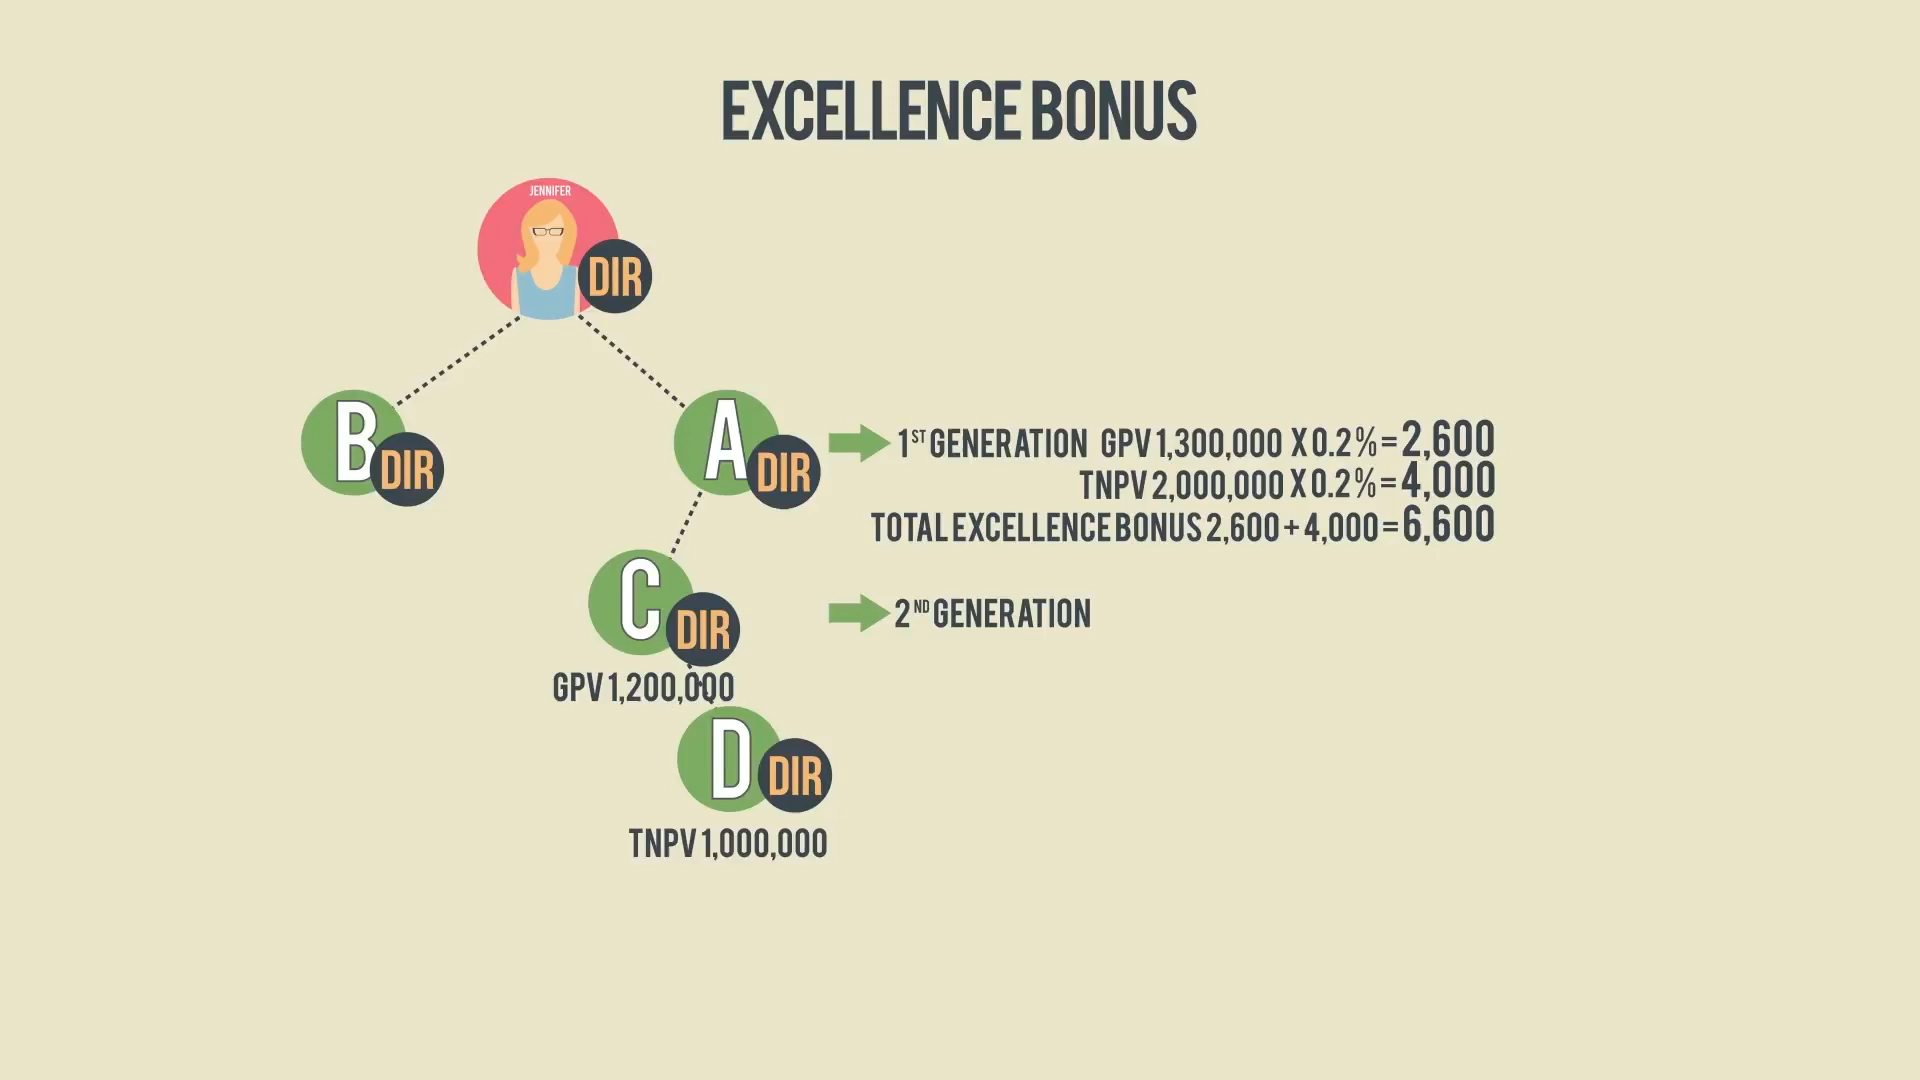 EXCELLENCE BONUS
JENNIFER
DIR
B
DIR
A
DIR
1ST GENERATION GPV 1,300,000 X 0.2% = 2,600
TNPV 2,000,000 X 0.2% = 4,000
TOTAL EXCELLENCE BONUS 2,600 + 4,000 = 6,600
C
DIR
2ND GENERATION
GPV 1,200,000
D
DIR
TNPV 1,000,000